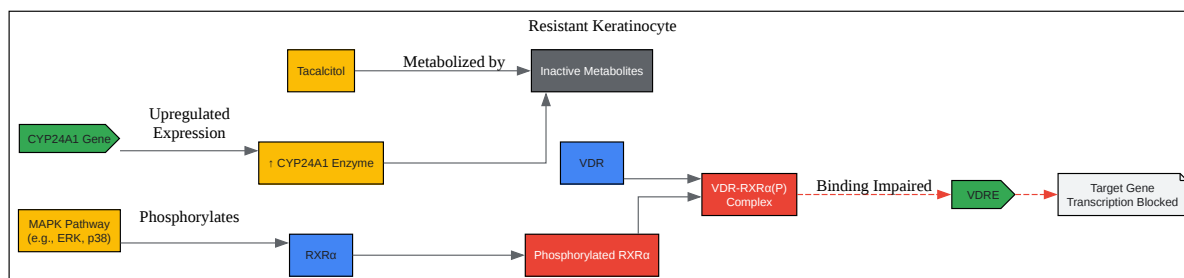 Resistant Keratinocyte
Tacalcitol
Metabolized by
Inactive Metabolites
CYP24A1 Gene
Upregulated
Expression
↑ CYP24A1 Enzyme
VDR
VDR-RXRα(P)
Complex
Binding Impaired
VDRE
Target Gene
Transcription Blocked
MAPK Pathway
(e.g., ERK, p38)
Phosphorylates
RXRα
Phosphorylated RXRα